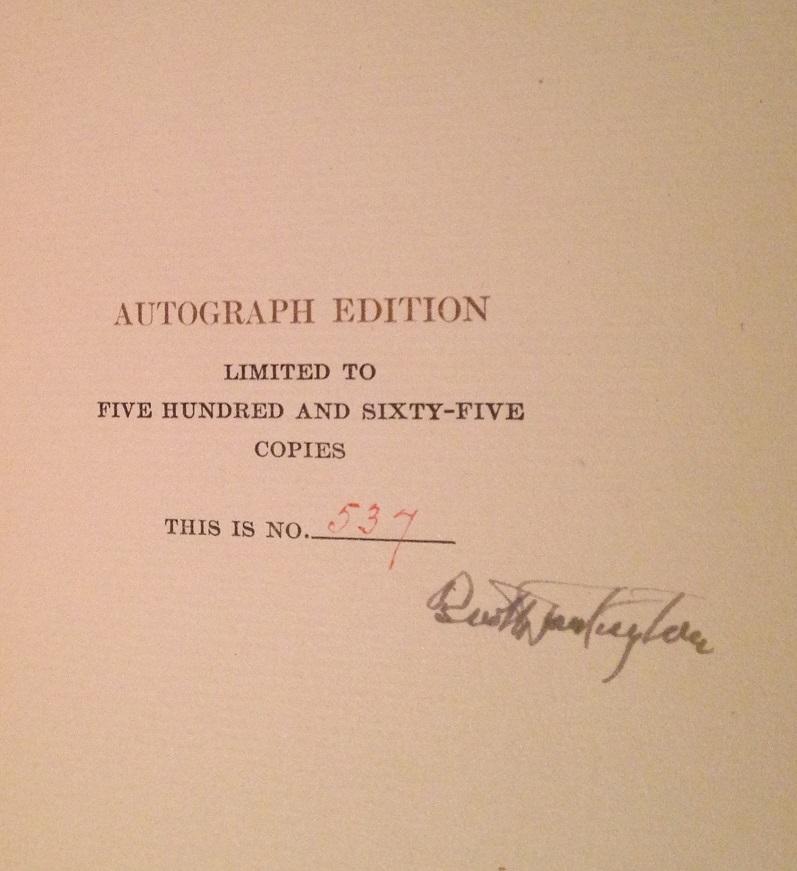 AUTOGRAPH EDITION
LIMITED TO
FIVE HUNDRED AND SIXTY-FIVE
COPIES
THIS IS NO. 537